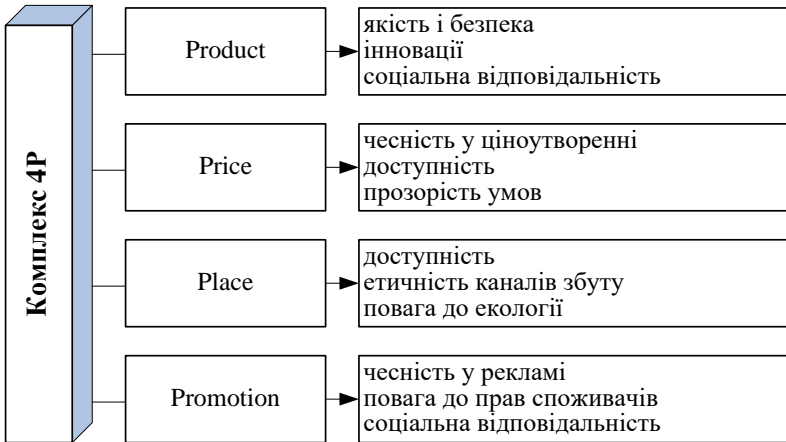 Комплекс 4Р
Product
якість і безпека
інновації
соціальна відповідальність
Price
чесність у ціноутворенні
доступність
прозорість умов
Place
доступність
етичність каналів збуту
повага до екології
Promotion
чесність у рекламі
повага до прав споживачів
соціальна відповідальність